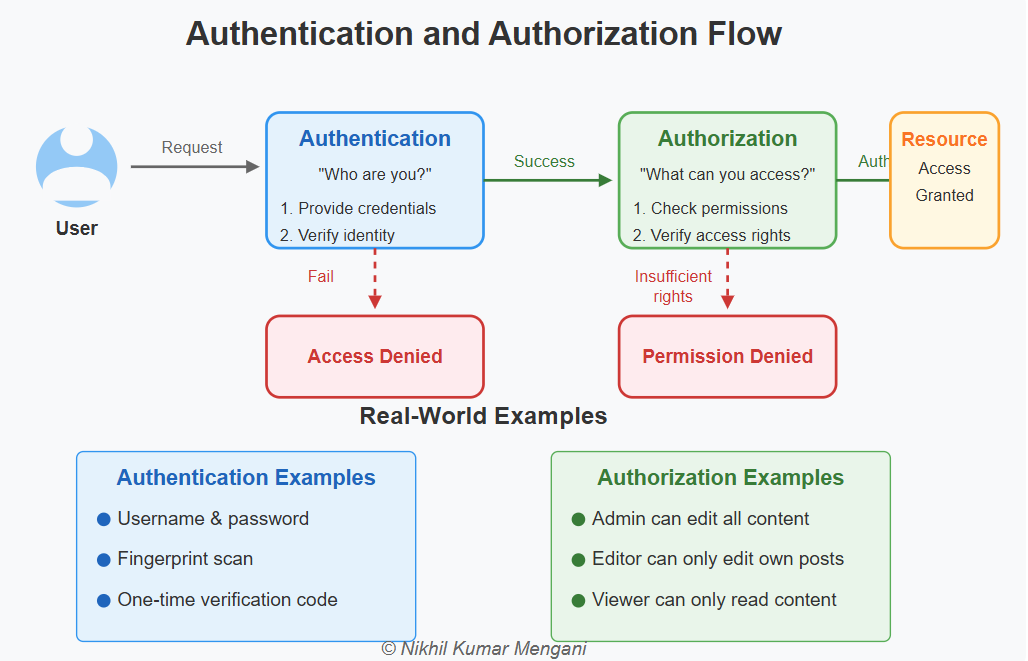 Authentication and Authorization Flow
User
Request
Authentication
"Who are you?"
1. Provide credentials
2. Verify identity
Success
Authorization
"What can you access?"
1. Check permissions
2. Verify access rights
Auth
Resource
Access
Granted
Fail
Access Denied
Insufficient
rights
Permission Denied
Real-World Examples
Authentication Examples
Username & password
Fingerprint scan
One-time verification code
Authorization Examples
Admin can edit all content
Editor can only edit own posts
Viewer can only read content
© Nikhil Kumar Mengani